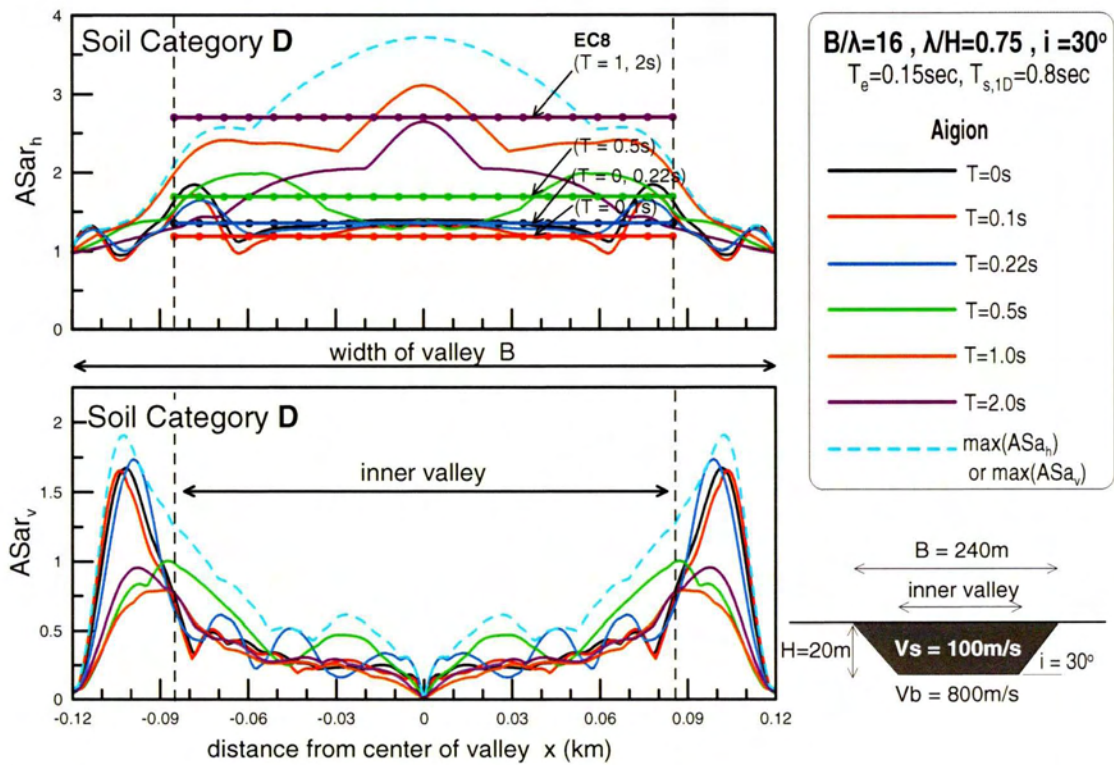 4
3
2
1
0
ASar_h
Soil Category D
EC8
(T = 1, 2s)
(T = 0.5s)
(T = 0, 0.22s)
width of valley B
2
1.5
1
0.5
0
ASar_v
Soil Category D
inner valley
-0.12 -0.09 -0.06 -0.03 0 0.03 0.06 0.09 0.12
distance from center of valley x (km)
B/λ=16 , λ/H=0.75 , i =30°
T_e=0.15sec, T_s,1D=0.8sec
Aigion
T=0s
T=0.1s
T=0.22s
T=0.5s
T=1.0s
T=2.0s
max(ASa_h)
or max(ASa_v)
B = 240m
inner valley
H=20m
Vs = 100m/s
i = 30°
Vb = 800m/s